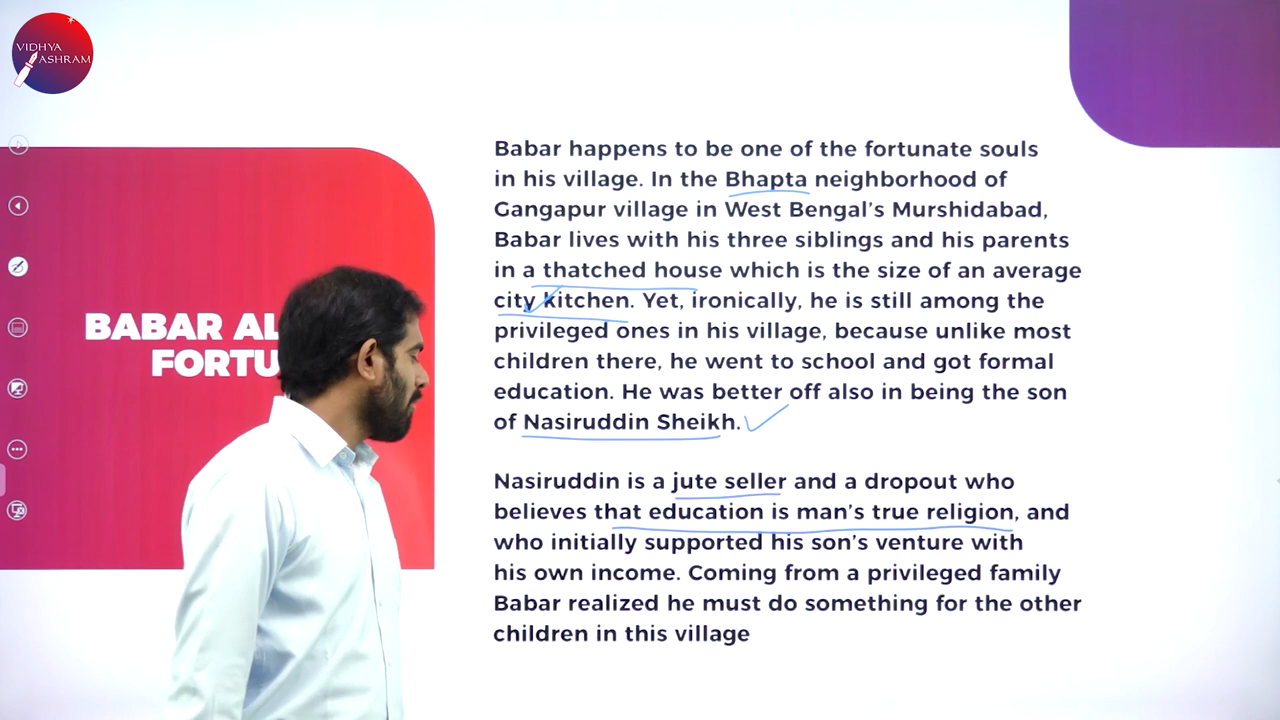 VIDHYA
ASHRAM
BABAR
FORTU
Babar happens to be one of the fortunate souls
in his village. In the Bhapta neighborhood of
Gangapur village in West Bengal's Murshidabad,
Babar lives with his three siblings and his parents
in a thatched house which is the size of an average
city kitchen. Yet, ironically, he is still among the
privileged ones in his village, because unlike most
children there, he went to school and got formal
education. He was better off also in being the son
of Nasiruddin Sheikh.
Nasiruddin is a jute seller and a dropout who
believes that education is man's true religion, and
who initially supported his son's venture with
his own income. Coming from a privileged family
Babar realized he must do something for the other
children in this village